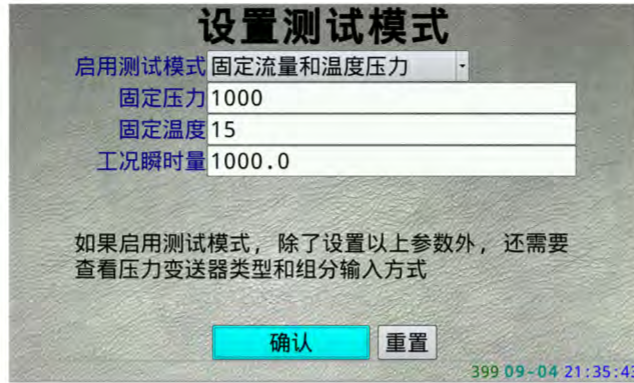 设置测试模式
启用测试模式 固定流量和温度压力
固定压力 1000
固定温度 15
工况瞬时量 1000.0
如果启用测试模式, 除了设置以上参数外, 还需要
查看压力变送器类型和组分输入方式
确认 重置
399 09-04 21:35:43